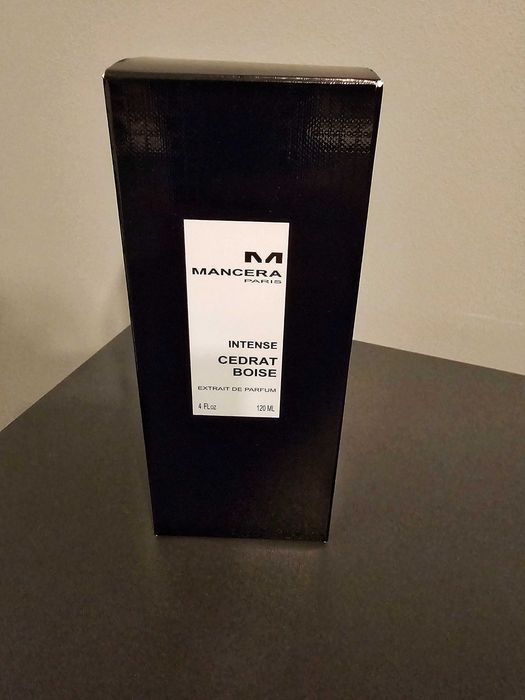 M
MANCERA
PARIS
INTENSE
CEDRAT
BOISE
EXTRAIT DE PARFUM
4 FL.OZ 120 ML